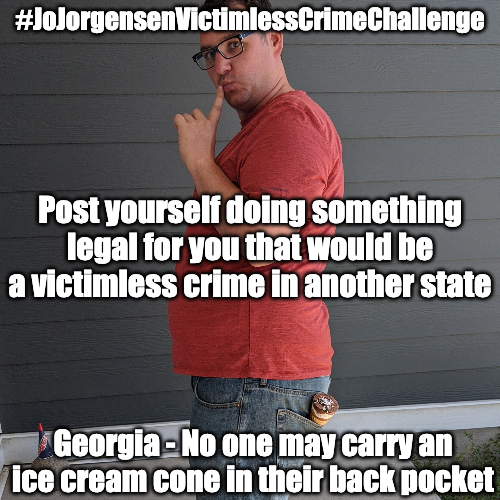 #JoJorgensenVictimlessCrimeChallenge
Post yourself doing something
legal for you that would be
a victimless crime in another state
Georgia - No one may carry an
ice cream cone in their back pocket